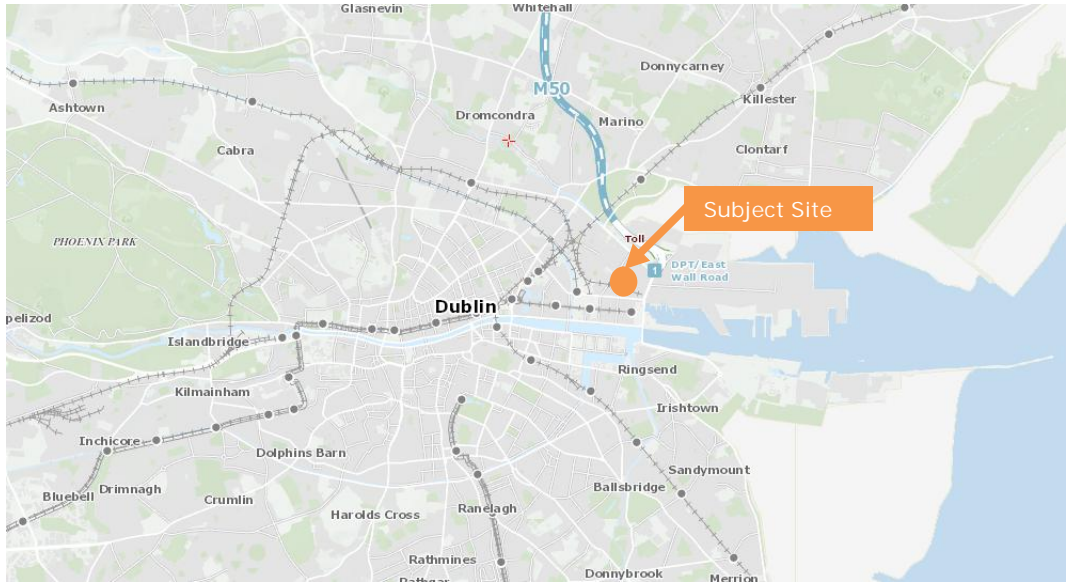 Glasnevin
Whitehall
Donnycarney
M50
Killester
Ashtown
Dromcondra
Marino
Cabra
Clontarf
Subject Site
PHOENIX PARK
Toll
1
DPT/East
Wall Road
Dublin
pelizod
Islandbridge
Ringsend
Kilmainham
Irishtown
Inchicore
Dolphins Barn
Sandymount
Bluebell
Drimnagh
Crumlin
Ballsbridge
Harolds Cross
Ranelagh
Rathmines
Donnybrook
Merrion
Rathgar